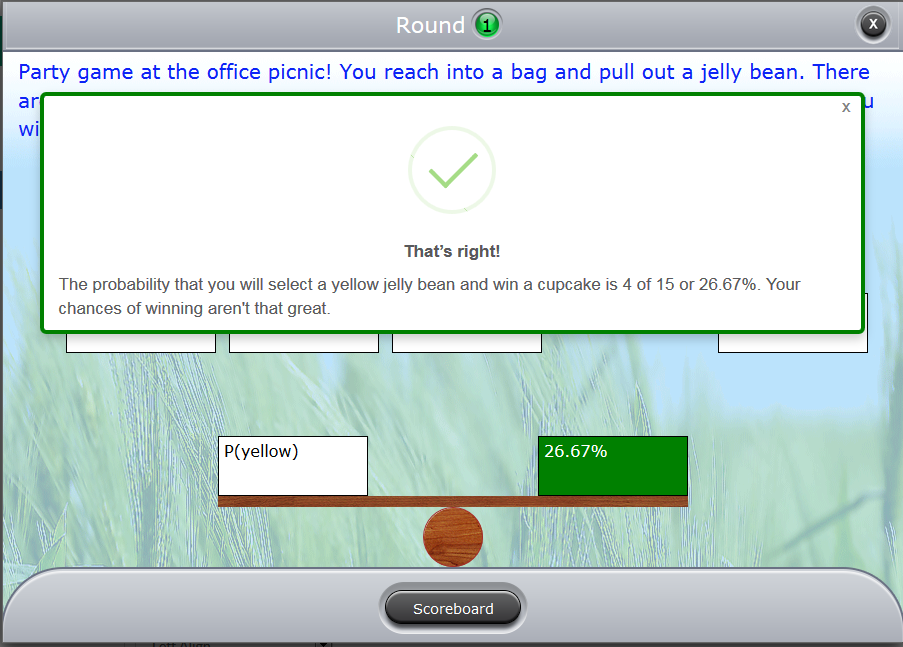 Round 1
X
Party game at the office picnic! You reach into a bag and pull out a jelly bean. There
x
That’s right!
The probability that you will select a yellow jelly bean and win a cupcake is 4 of 15 or 26.67%. Your
chances of winning aren't that great.
P(yellow)
26.67%
Scoreboard